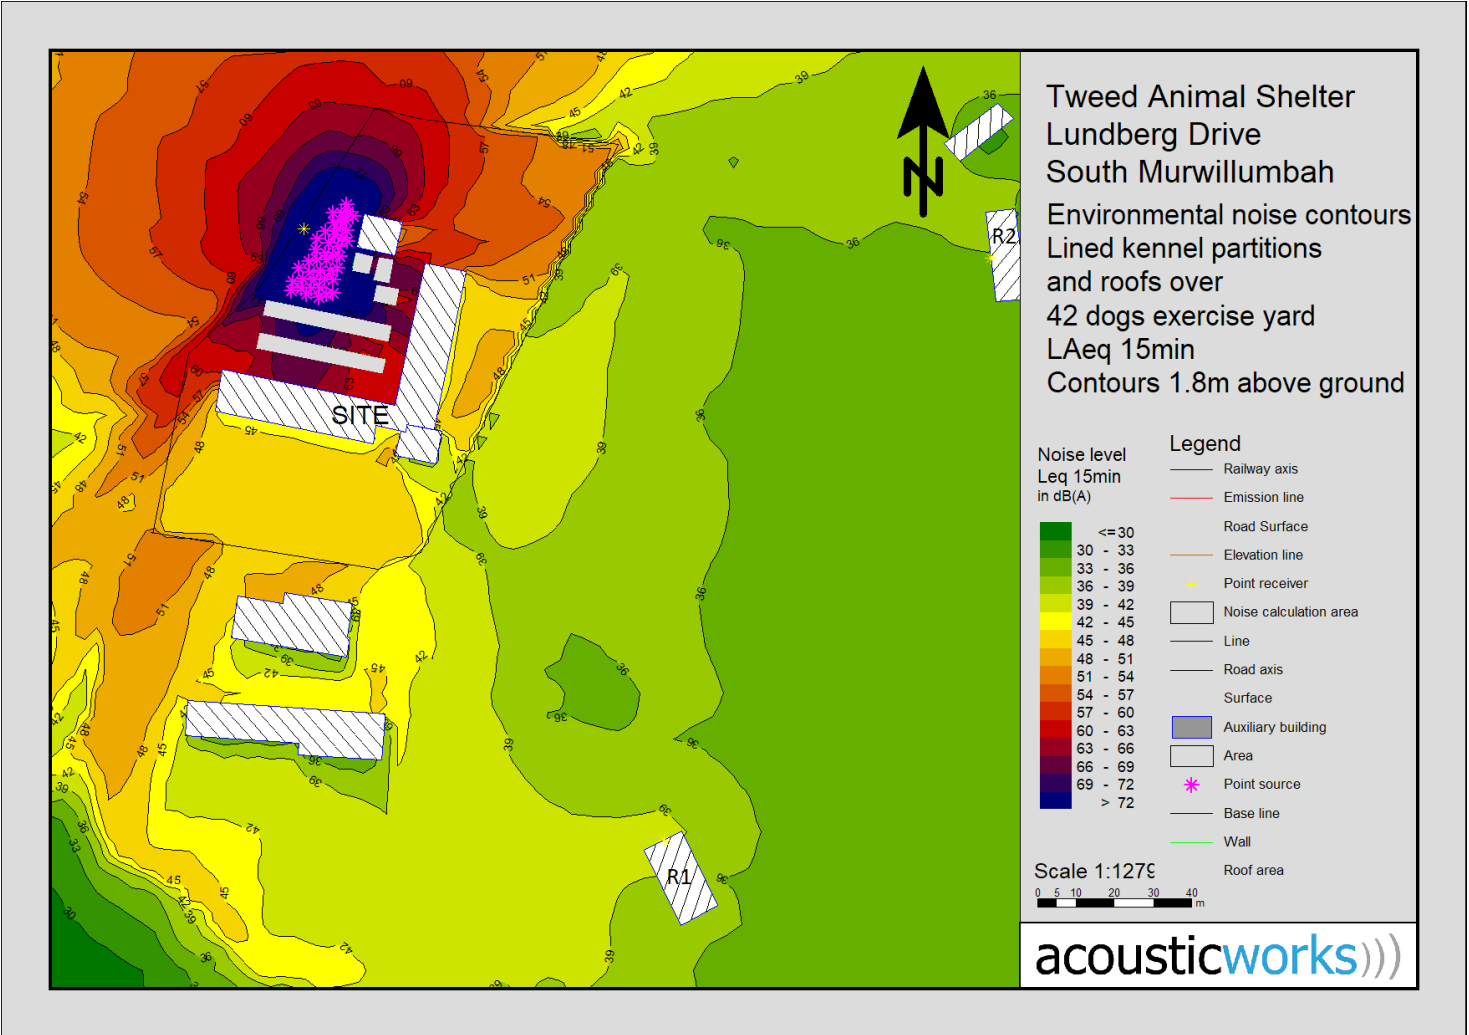 Tweed Animal Shelter
Lundberg Drive
South Murwillumbah
Environmental noise contours
Lined kennel partitions
and roofs over
42 dogs exercise yard
LAeq 15min
Contours 1.8m above ground
N
R2
SITE
R1
Noise level
Leq 15min
in dB(A)
<=30
30 - 33
33 - 36
36 - 39
39 - 42
42 - 45
45 - 48
48 - 51
51 - 54
54 - 57
57 - 60
60 - 63
63 - 66
66 - 69
69 - 72
> 72
Legend
Railway axis
Emission line
Road Surface
Elevation line
Point receiver
Noise calculation area
Line
Road axis
Surface
Auxiliary building
Area
Point source
Base line
Wall
Roof area
Scale 1:1279
0 5 10 20 30 40
m
acousticworks)))